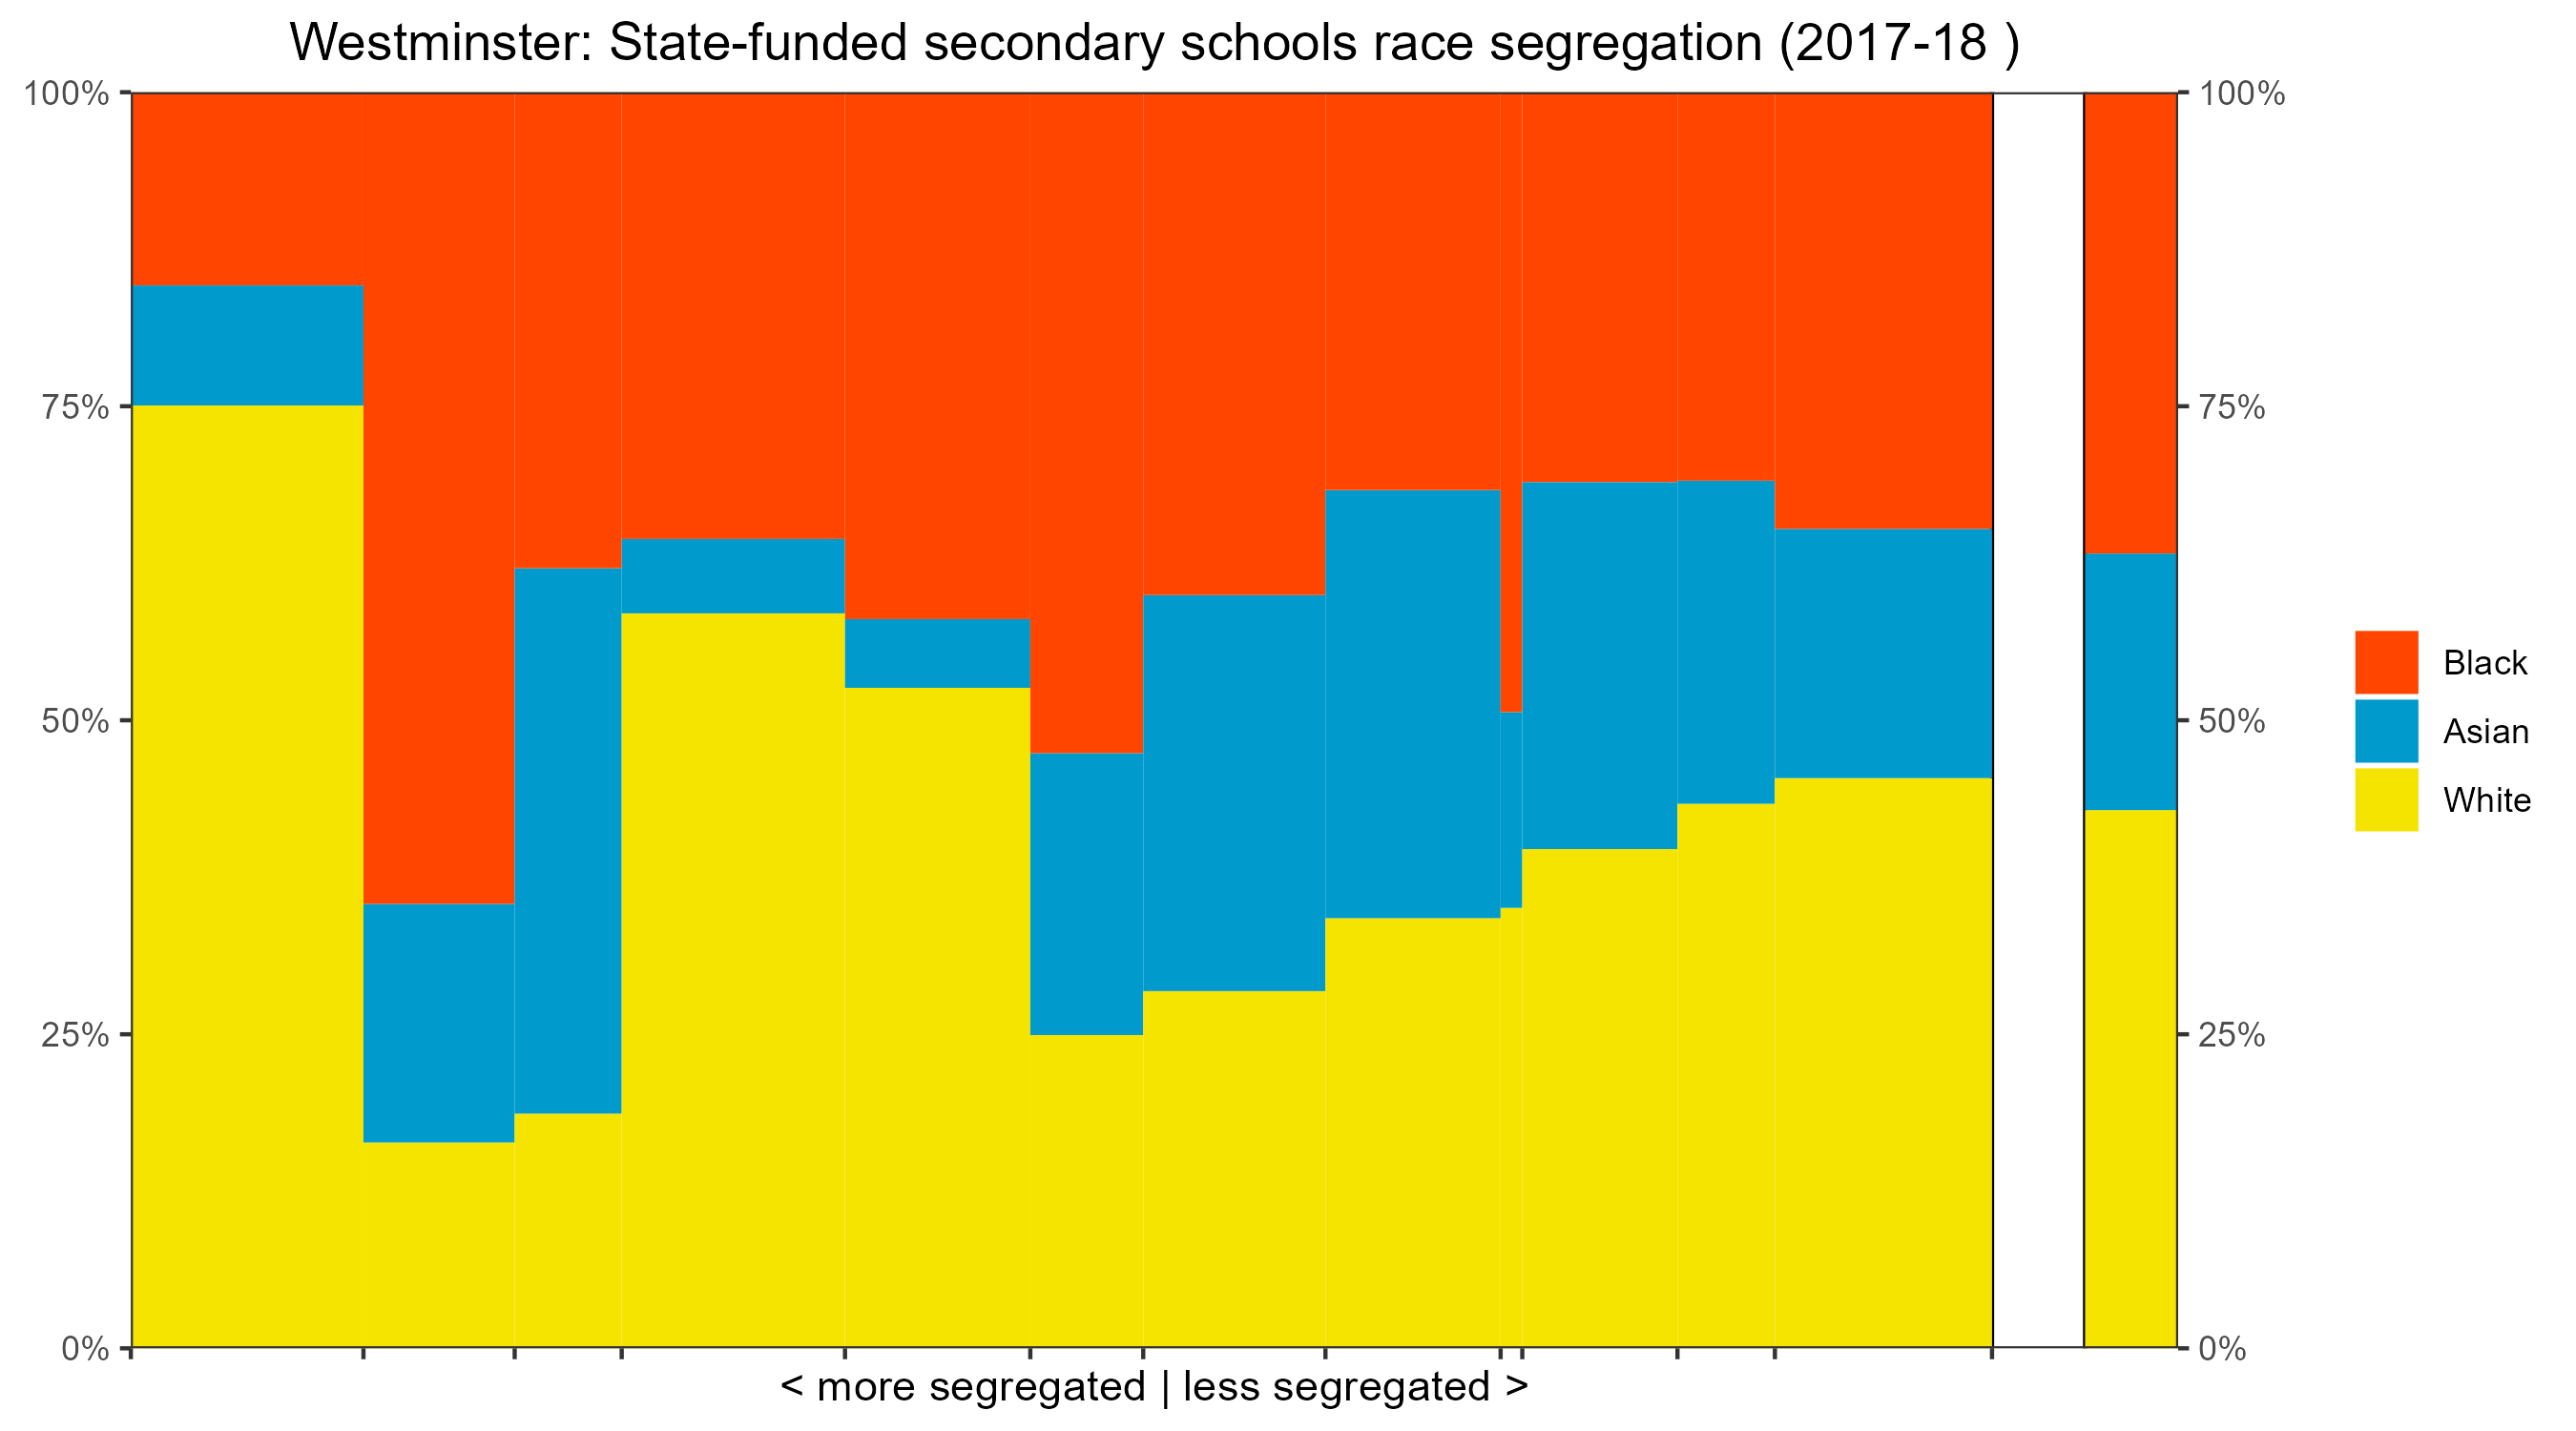 Westminster: State-funded secondary schools race segregation (2017-18 )
100%
75%
50%
25%
0%
100%
75%
50%
25%
0%
< more segregated | less segregated >
Black
Asian
White